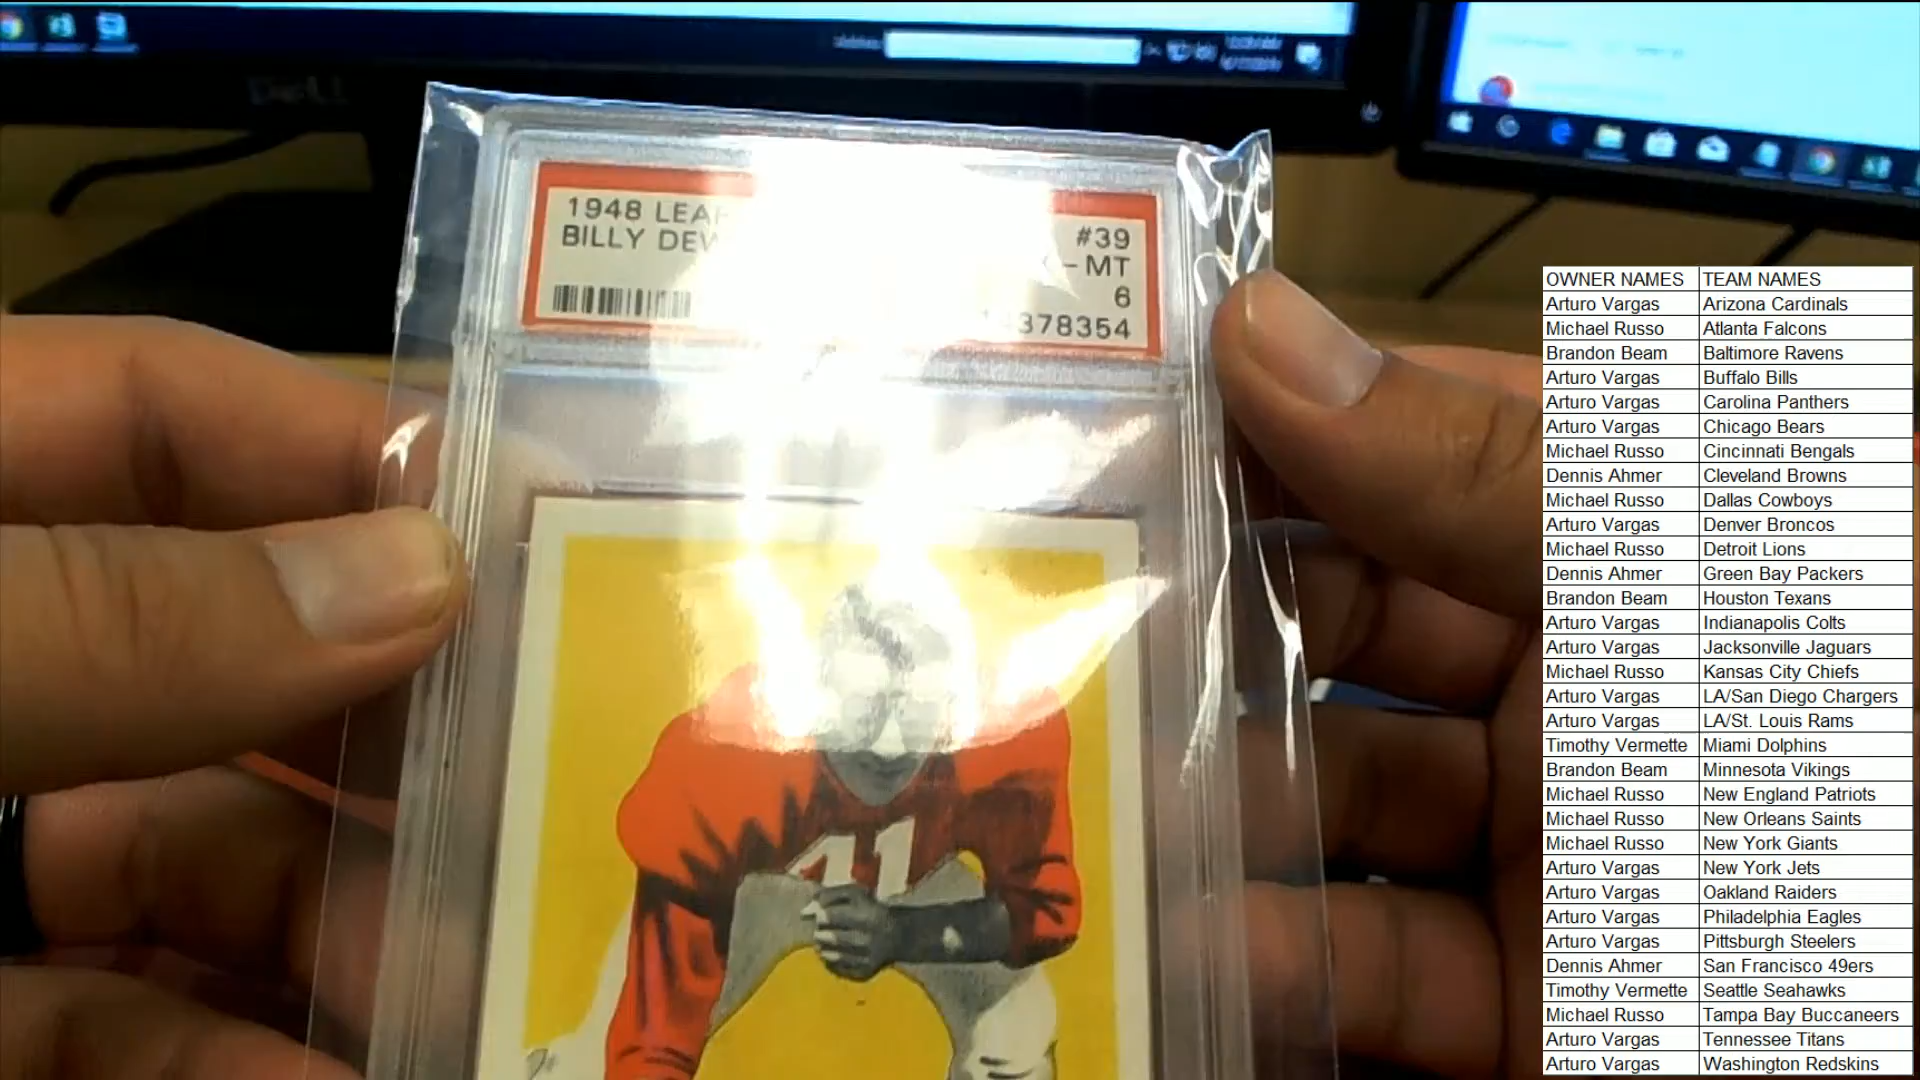 DELL
1948 LEAF
BILLY DEW
#39
-MT
6
378354
41
OWNER NAMES TEAM NAMES
Arturo Vargas Arizona Cardinals
Michael Russo Atlanta Falcons
Brandon Beam Baltimore Ravens
Arturo Vargas Buffalo Bills
Arturo Vargas Carolina Panthers
Arturo Vargas Chicago Bears
Michael Russo Cincinnati Bengals
Dennis Ahmer Cleveland Browns
Michael Russo Dallas Cowboys
Arturo Vargas Denver Broncos
Michael Russo Detroit Lions
Dennis Ahmer Green Bay Packers
Brandon Beam Houston Texans
Arturo Vargas Indianapolis Colts
Arturo Vargas Jacksonville Jaguars
Michael Russo Kansas City Chiefs
Arturo Vargas LA/San Diego Chargers
Arturo Vargas LA/St. Louis Rams
Timothy Vermette Miami Dolphins
Brandon Beam Minnesota Vikings
Michael Russo New England Patriots
Michael Russo New Orleans Saints
Michael Russo New York Giants
Arturo Vargas New York Jets
Arturo Vargas Oakland Raiders
Arturo Vargas Philadelphia Eagles
Arturo Vargas Pittsburgh Steelers
Dennis Ahmer San Francisco 49ers
Timothy Vermette Seattle Seahawks
Michael Russo Tampa Bay Buccaneers
Arturo Vargas Tennessee Titans
Arturo Vargas Washington Redskins